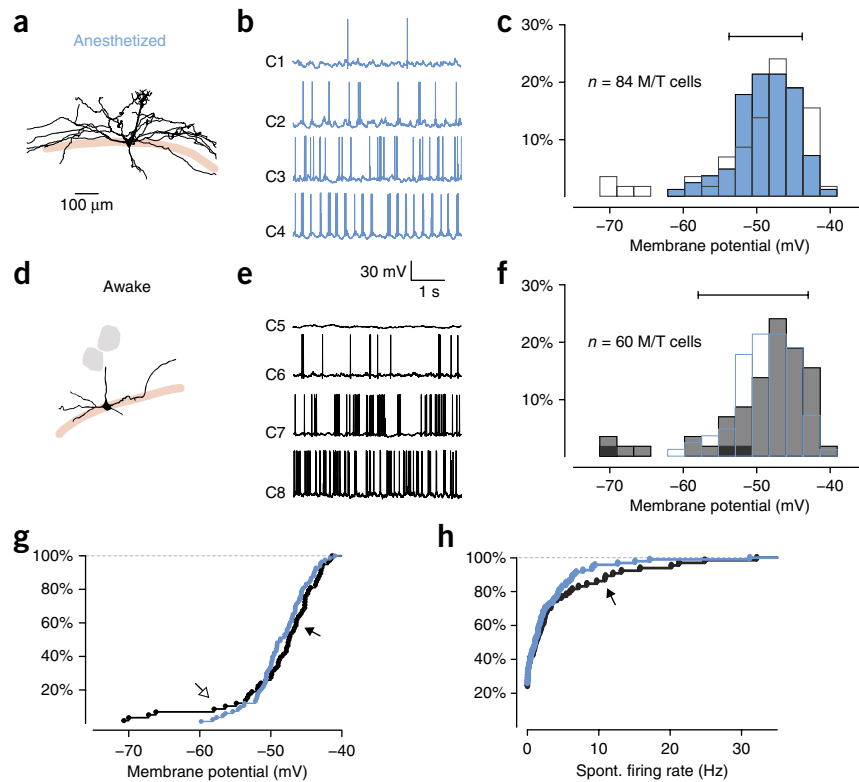 a
Anesthetized
100 μm
b
C1
C2
C3
C4
c
30%
20%
10%
n = 84 M/T cells
−70
−60
−50
−40
Membrane potential (mV)
d
Awake
e
30 mV
1 s
C5
C6
C7
C8
f
30%
20%
10%
n = 60 M/T cells
−70
−60
−50
−40
Membrane potential (mV)
g
100%
80%
60%
40%
20%
−70
−60
−50
−40
Membrane potential (mV)
h
100%
80%
60%
40%
20%
0
10
20
30
Spont. firing rate (Hz)